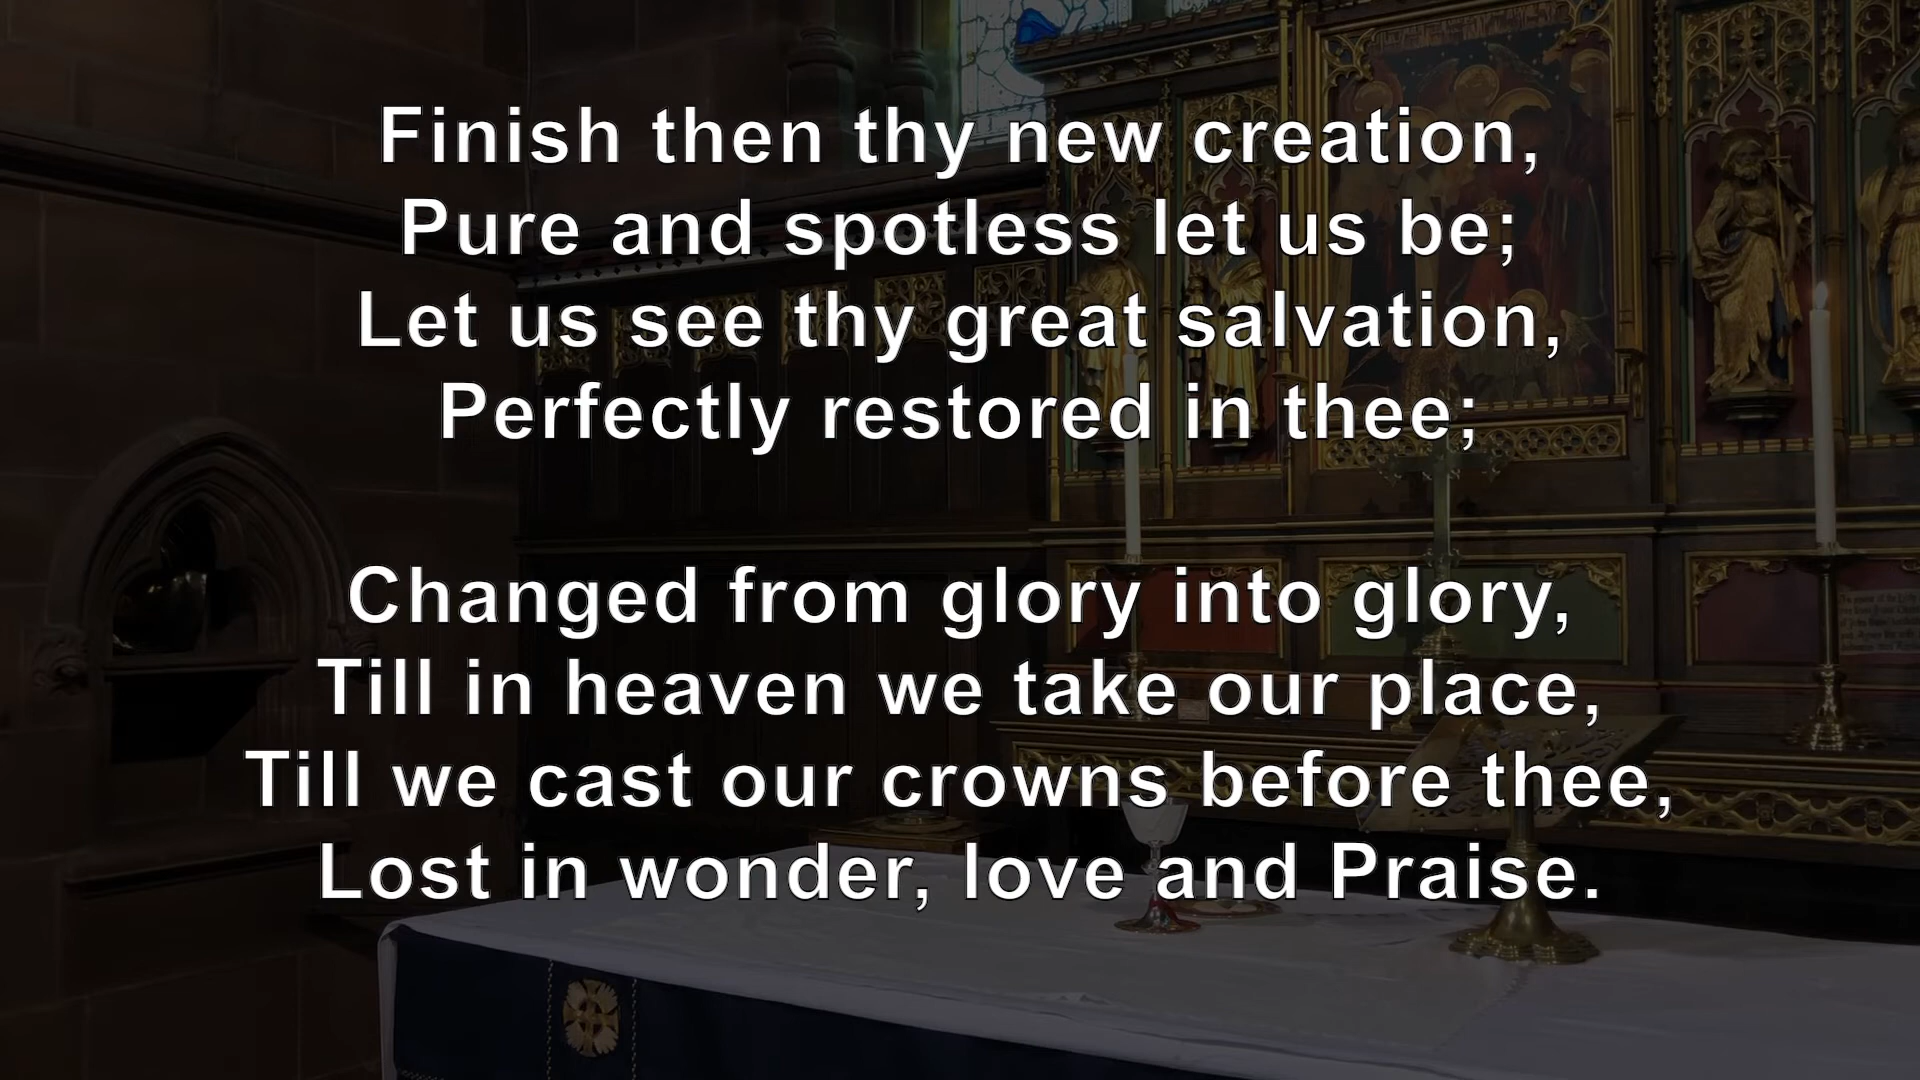 Finish then thy new creation,
Pure and spotless let us be;
Let us see thy great salvation,
Perfectly restored in thee;
Changed from glory into glory,
Till in heaven we take our place,
Till we cast our crowns before thee,
Lost in wonder, love and Praise.